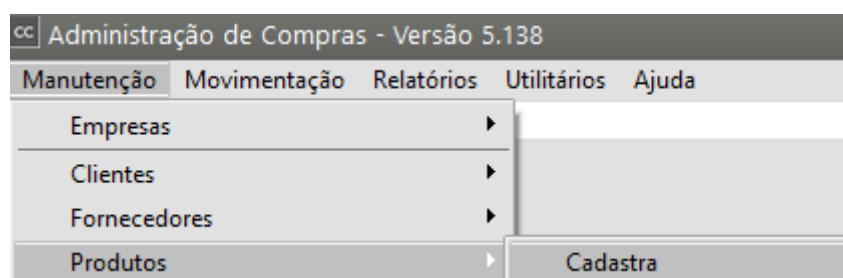 cc Administração de Compras - Versão 5.138
Manutenção Movimentação Relatórios Utilitários Ajuda
Empresas
Clientes
Fornecedores
Produtos Cadastra